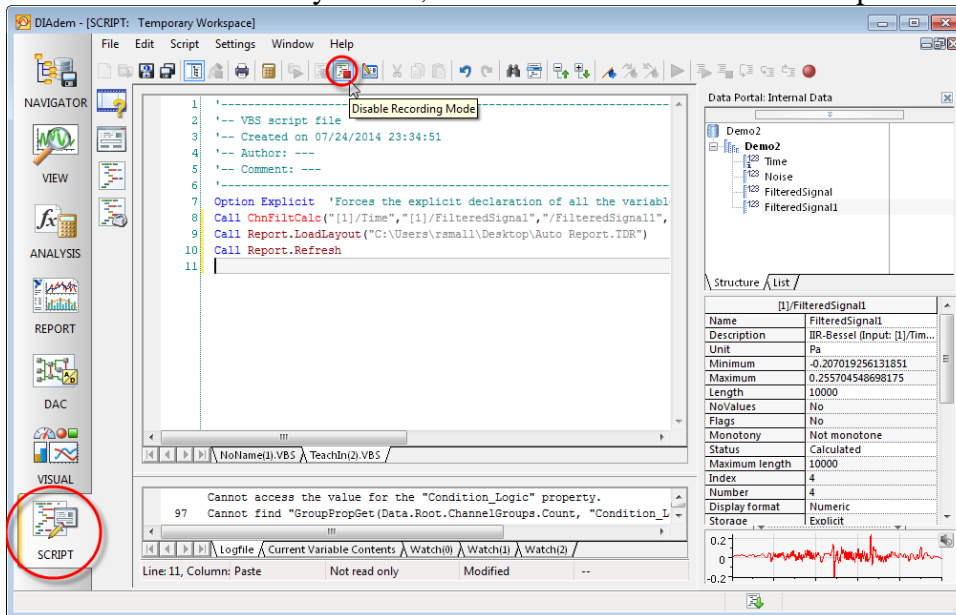 DIAdem - [SCRIPT: Temporary Workspace]
File Edit Script Settings Window Help
NAVIGATOR
VIEW
ANALYSIS
REPORT
DAC
VISUAL
SCRIPT
Disable Recording Mode
1 '----------------------------------------
2 '-- VBS script file
3 '-- Created on 07/24/2014 23:34:51
4 '-- Author: ---
5 '-- Comment: ---
6 '----------------------------------------
7 Option Explicit 'Forces the explicit declaration of all the variabl
8 Call ChnFiltCalc("[1]/Time","[1]/FilteredSignal","/FilteredSignal1",
9 Call Report.LoadLayout("C:\Users\rsmall\Desktop\Auto Report.TDR")
10 Call Report.Refresh
11
NoName(1).VBS TeachIn(2).VBS
Cannot access the value for the "Condition_Logic" property.
97 Cannot find "GroupPropGet(Data.Root.ChannelGroups.Count, "Condition_L
Logfile Current Variable Contents Watch(0) Watch(1) Watch(2)
Line: 11, Column: Paste Not read only Modified --
Data Portal: Internal Data
Demo2
Demo2
123 Time
123 Noise
123 FilteredSignal
123 FilteredSignal1
Structure List
[1]/FilteredSignal1
Name FilteredSignal1
Description IIR-Bessel (Input: [1]/Tim...
Unit Pa
Minimum -0.207019256131851
Maximum 0.255704548698175
Length 10000
NoValues No
Flags No
Monotony Not monotone
Status Calculated
Maximum length 10000
Index 4
Number 4
Display format Numeric
Storage Explicit
0.2
0
-0.2